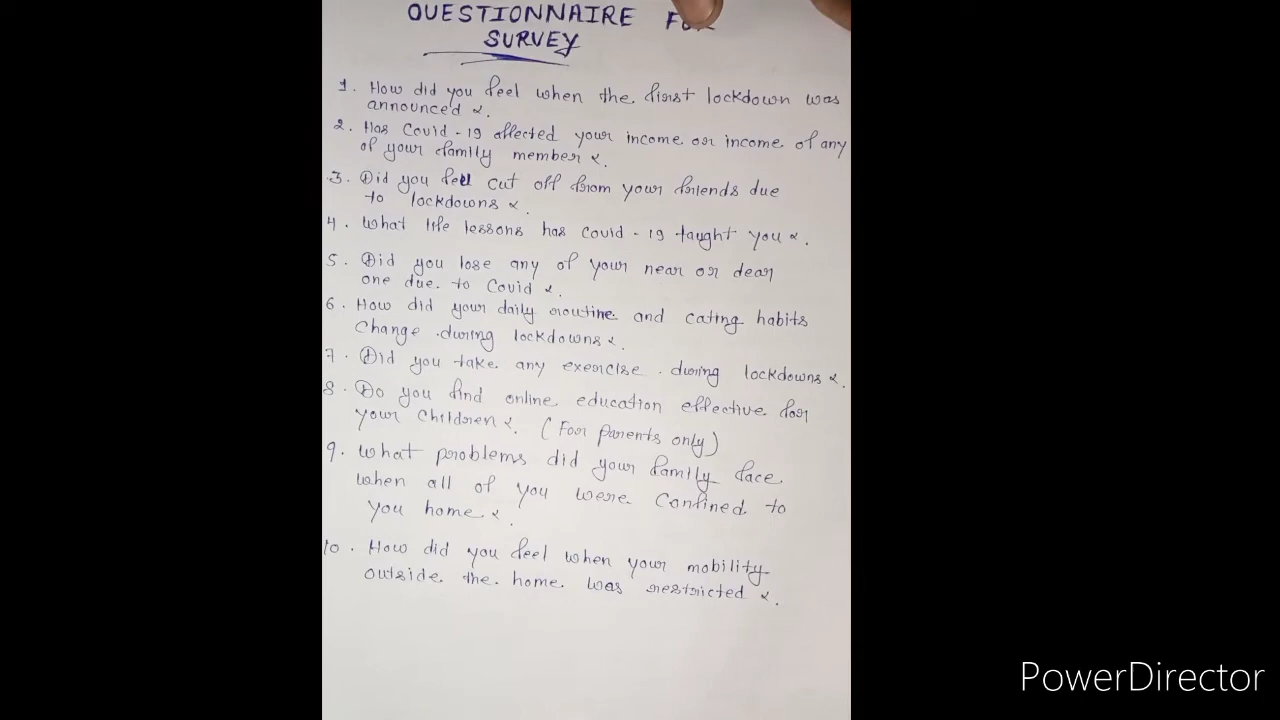 QUESTIONNAIRE FOR
SURVEY
1. How did you feel when the first lockdown was
announced ?
2. Has Covid-19 affected your income or income of any
of your family member ?
3. Did you feel cut off from your friends due
to lockdowns ?
4. What life lessons has covid-19 taught you ?
5. Did you lose any of your near or dear
one due to Covid ?
6. How did your daily routine and eating habits
change during lockdowns ?
7. Did you take any exercise during lockdowns ?
8. Do you find online education effective for
your children ? (For parents only)
9. What problems did your family face
when all of you were confined to
you home ?
10. How did you feel when your mobility
outside the home was restricted ?
PowerDirector